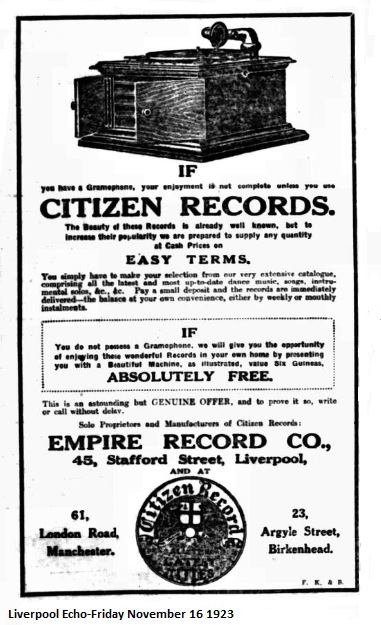 IF
you have a Gramophone, your enjoyment is not complete unless you use
CITIZEN RECORDS.
The Beauty of these Records is already well known, but to
increase their popularity we are prepared to supply any quantity
at Cash Prices on
EASY TERMS.
You simply have to make your selection from our very extensive catalogue,
comprising all the latest and most up-to-date dance music, songs, instru-
mental solos, &c., &c. Pay a small deposit and the records are immediately
delivered—the balance at your own convenience, either by weekly or monthly
instalments.
IF
You do not possess a Gramophone, we will give you the opportunity
of enjoying these wonderful Records in your own home by presenting
you with a Beautiful Machine, as illustrated, value Six Guineas,
ABSOLUTELY FREE.
This is an astounding but GENUINE OFFER, and to prove it so, write
or call without delay.
Sole Proprietors and Manufacturers of Citizen Records:
EMPIRE RECORD CO.,
45, Stafford Street, Liverpool,
AND AT
61,
London Road,
Manchester.
Citizen Record
23,
Argyle Street,
Birkenhead.
F. K. & B.
Liverpool Echo-Friday November 16 1923